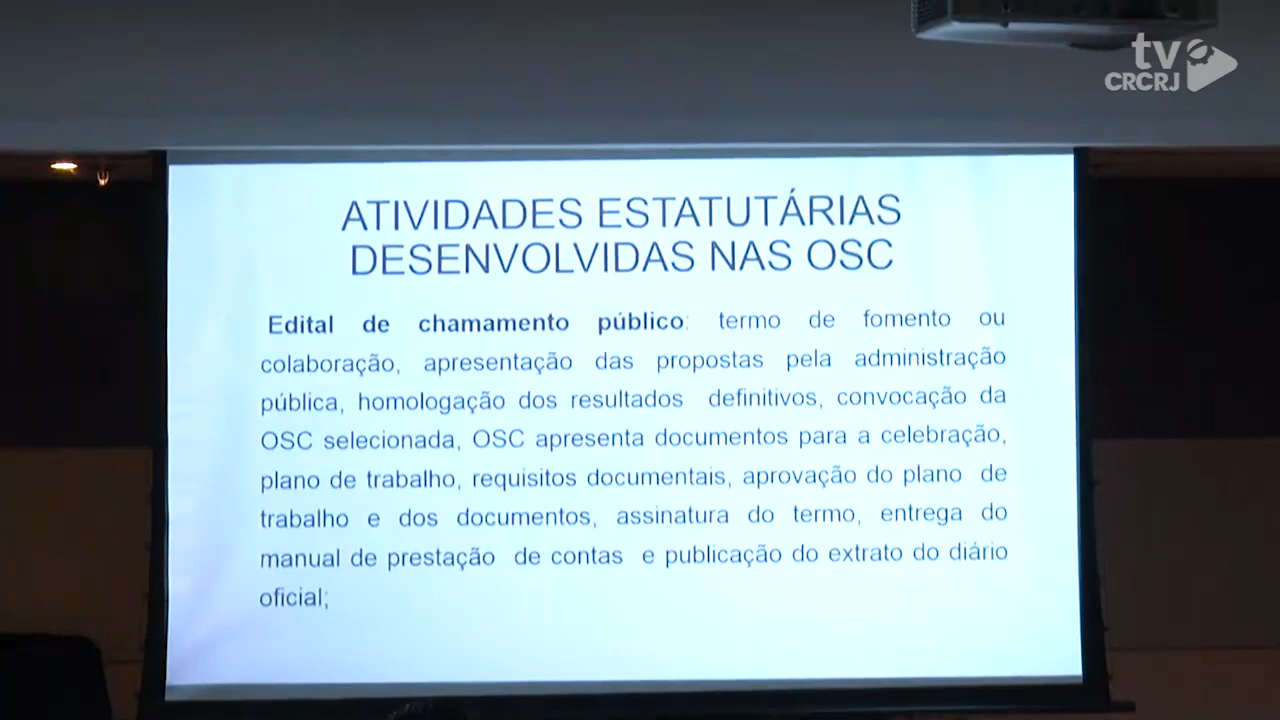 tv
CRCRJ
ATIVIDADES ESTATUTÁRIAS
DESENVOLVIDAS NAS OSC
Edital de chamamento público: termo de fomento ou
colaboração, apresentação das propostas pela administração
pública, homologação dos resultados definitivos, convocação da
OSC selecionada, OSC apresenta documentos para a celebração,
plano de trabalho, requisitos documentais, aprovação do plano de
trabalho e dos documentos, assinatura do termo, entrega do
manual de prestação de contas e publicação do extrato do diário
oficial;